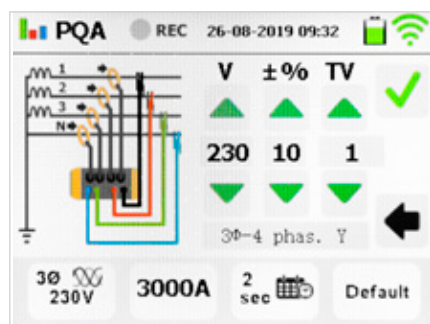 PQA REC 26-08-2019 09:32
V ±% TV
1
2
3
N
230 10 1
3Φ-4 phas. Y
3Ø 230V
3000A
2 sec
Default